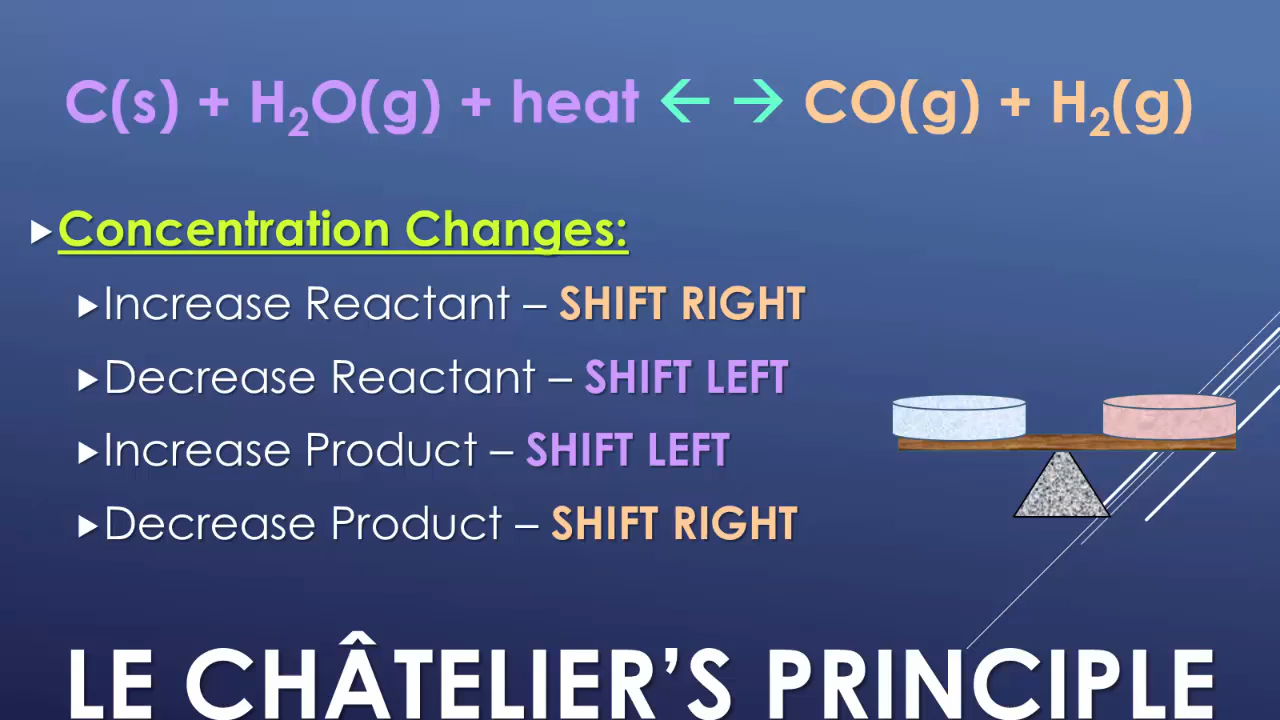 C(s) + H₂O(g) + heat ← → CO(g) + H₂(g)
Concentration Changes:
Increase Reactant – SHIFT RIGHT
Decrease Reactant – SHIFT LEFT
Increase Product – SHIFT LEFT
Decrease Product – SHIFT RIGHT
LE CHÂTELIER’S PRINCIPLE